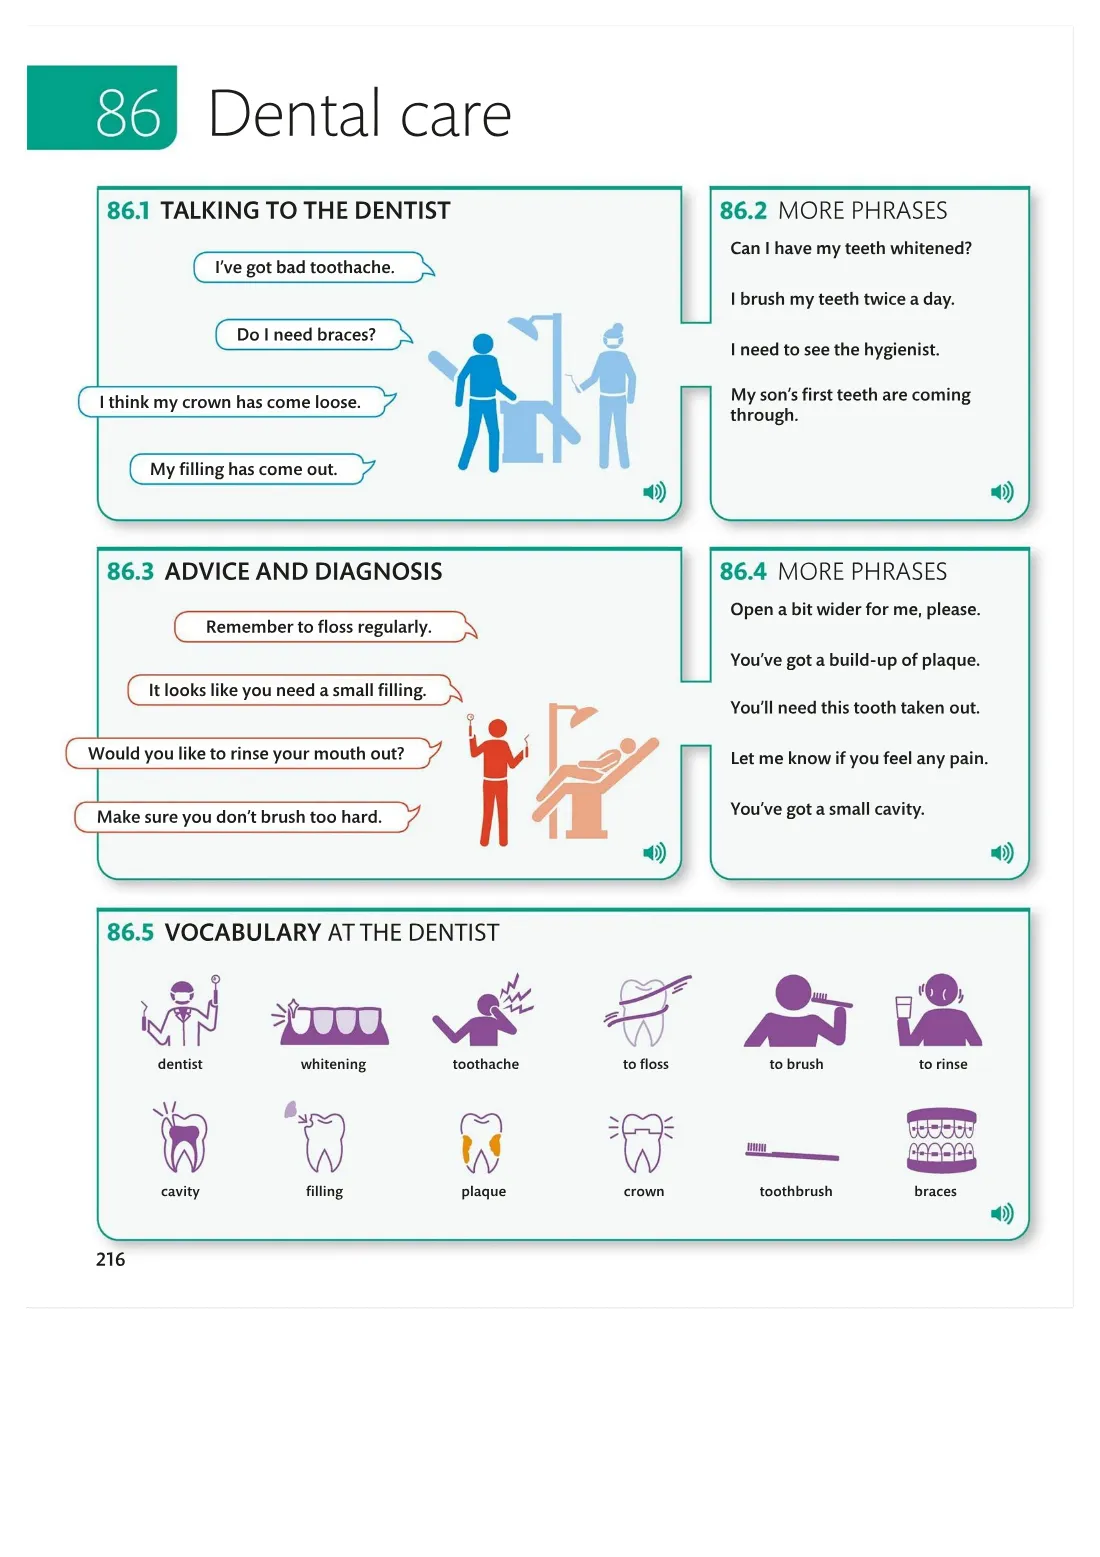 86 Dental care
86.1 TALKING TO THE DENTIST
I've got bad toothache.
Do I need braces?
I think my crown has come loose.
My filling has come out.
86.2 MORE PHRASES
Can I have my teeth whitened?
I brush my teeth twice a day.
I need to see the hygienist.
My son's first teeth are coming
through.
86.3 ADVICE AND DIAGNOSIS
Remember to floss regularly.
It looks like you need a small filling.
Would you like to rinse your mouth out?
Make sure you don't brush too hard.
86.4 MORE PHRASES
Open a bit wider for me, please.
You've got a build-up of plaque.
You'll need this tooth taken out.
Let me know if you feel any pain.
You've got a small cavity.
86.5 VOCABULARY AT THE DENTIST
dentist
whitening
toothache
to floss
to brush
to rinse
cavity
filling
plaque
crown
toothbrush
braces
216